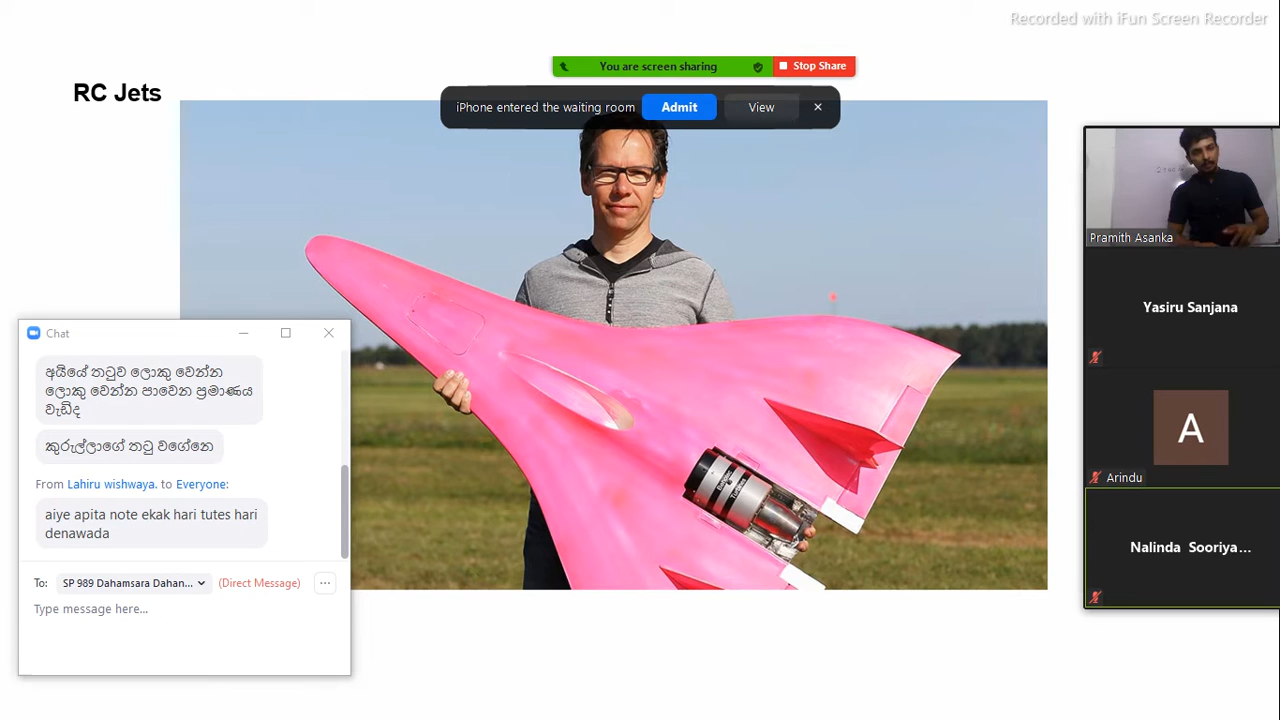 Recorded with iFun Screen Recorder
You are screen sharing
Stop Share
RC Jets
iPhone entered the waiting room
Admit
View
Pramith Asanka
Yasiru Sanjana
A
Arindu
Nalinda Sooriya...
Chat
අයියේ තටුව ලොකු වෙන්න
ලොකු වෙන්න පාවෙන ප්‍රමාණය
වැඩිද
කුරුල්ලාගේ තටු වගේනෙ
From Lahiru wishwaya. to Everyone:
aiye apita note ekak hari tutes hari
denawada
To: SP 989 Dahamsara Dahan... (Direct Message)
Type message here...